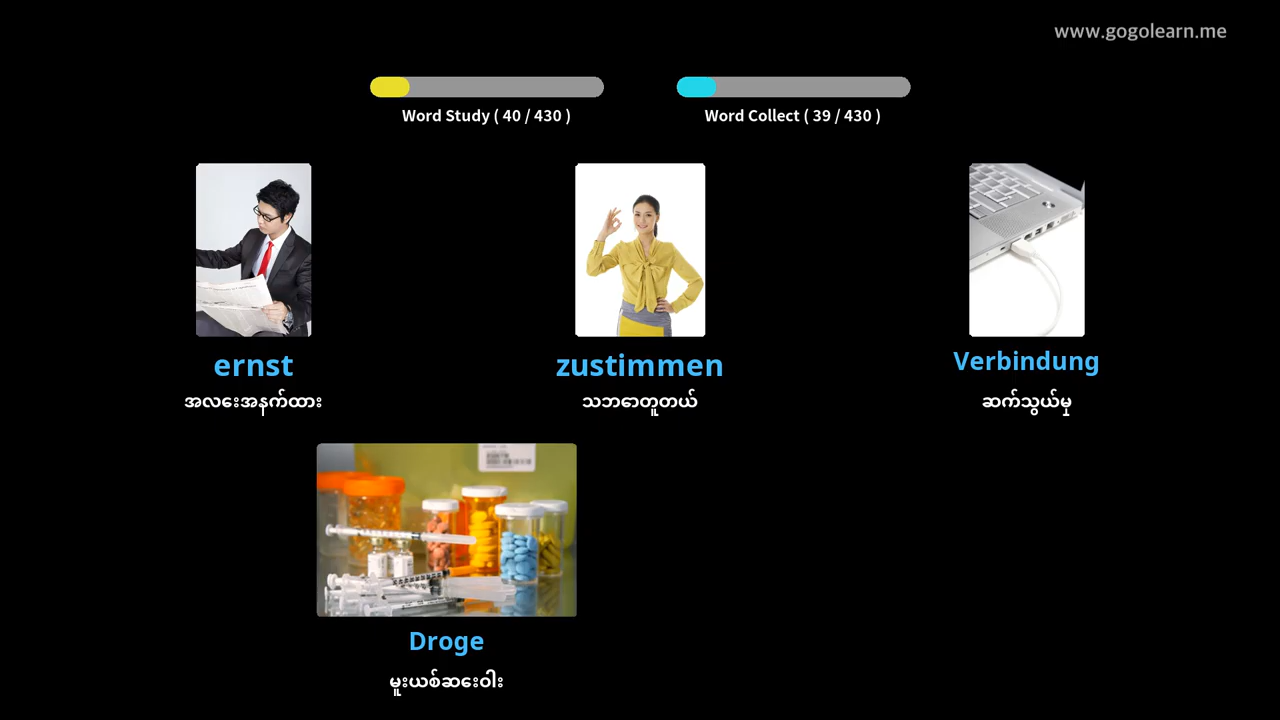 www.gogolearn.me
Word Study ( 40 / 430 )
Word Collect ( 39 / 430 )
ernst
zustimmen
Verbindung
အလေးအနက်ထား
သဘောတူတယ်
ဆက်သွယ်မှု
Droge
မူးယစ်ဆေးဝါး